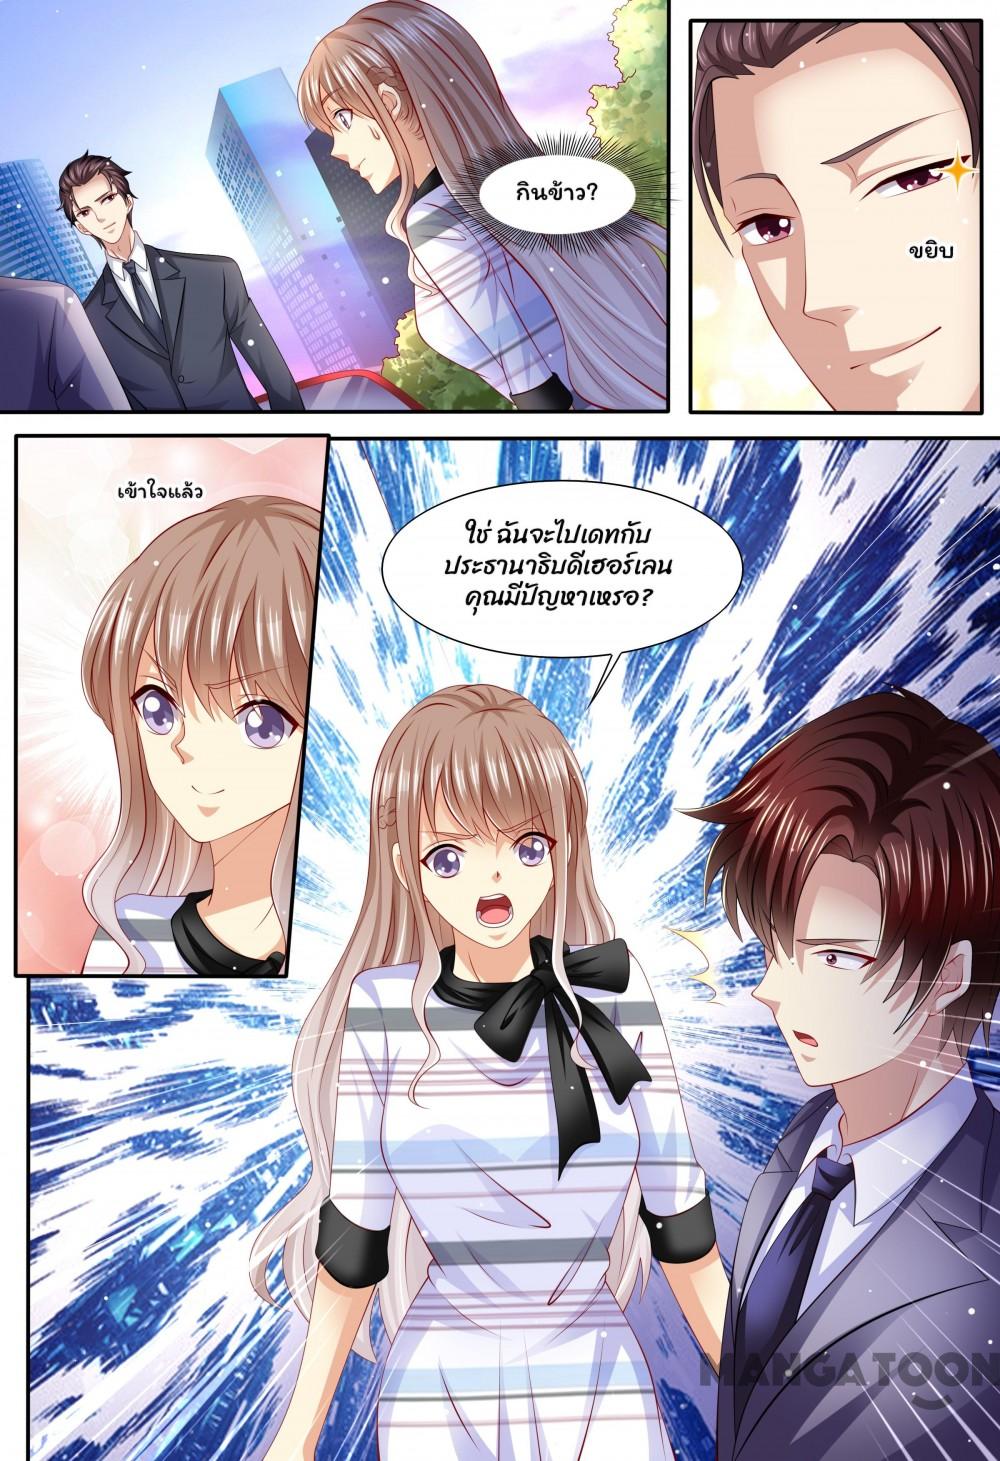 กินข้าว?
ขยิบ
เข้าใจแล้ว
ใช่ ฉันจะไปเดทกับ
ประธานาธิบดีเฮอร์เลน
คุณมีปัญหาเหรอ?
MANGATOON